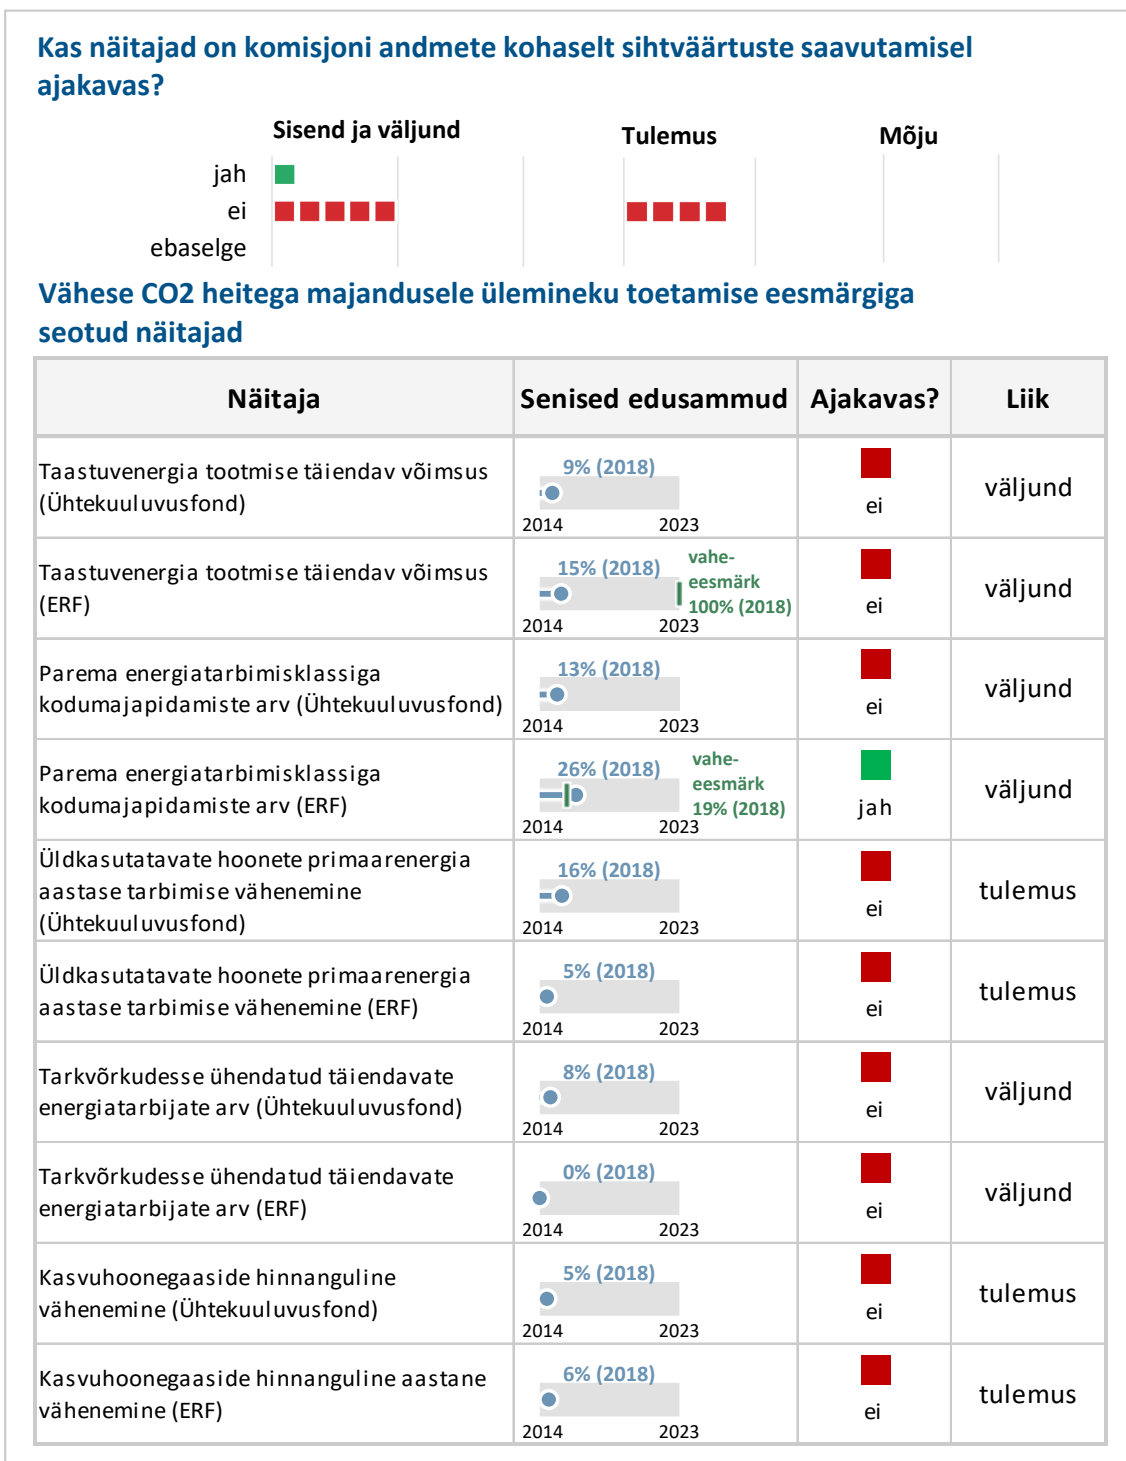 Kas näitajad on komisjoni andmete kohaselt sihtväärtuste saavutamisel
ajakavas?
Sisend ja väljund
Tulemus
Mõju
jah
ei
ebaselge
Vähese CO2 heitega majandusele ülemineku toetamise eesmärgiga
seotud näitajad
Näitaja
Senised edusammud
Ajakavas?
Liik
Taastuvenergia tootmise täiendav võimsus
(Ühtekuuluvusfond)
9% (2018)
2014
2023
ei
väljund
Taastuvenergia tootmise täiendav võimsus
(ERF)
15% (2018)
vahe-
eesmärk
100% (2018)
2014
2023
ei
väljund
Parema energiatarbimisklassiga
kodumajapidamiste arv (Ühtekuuluvusfond)
13% (2018)
2014
2023
ei
väljund
Parema energiatarbimisklassiga
kodumajapidamiste arv (ERF)
26% (2018)
vahe-
eesmärk
19% (2018)
2014
2023
jah
väljund
Üldkasutatavate hoonete primaarenergia
aastase tarbimise vähenemine
(Ühtekuuluvusfond)
16% (2018)
2014
2023
ei
tulemus
Üldkasutatavate hoonete primaarenergia
aastase tarbimise vähenemine (ERF)
5% (2018)
2014
2023
ei
tulemus
Tarkvõrkudesse ühendatud täiendavate
energiatarbijate arv (Ühtekuuluvusfond)
8% (2018)
2014
2023
ei
väljund
Tarkvõrkudesse ühendatud täiendavate
energiatarbijate arv (ERF)
0% (2018)
2014
2023
ei
väljund
Kasvuhoonegaaside hinnanguline
vähenemine (Ühtekuuluvusfond)
5% (2018)
2014
2023
ei
tulemus
Kasvuhoonegaaside hinnanguline aastane
vähenemine (ERF)
6% (2018)
2014
2023
ei
tulemus